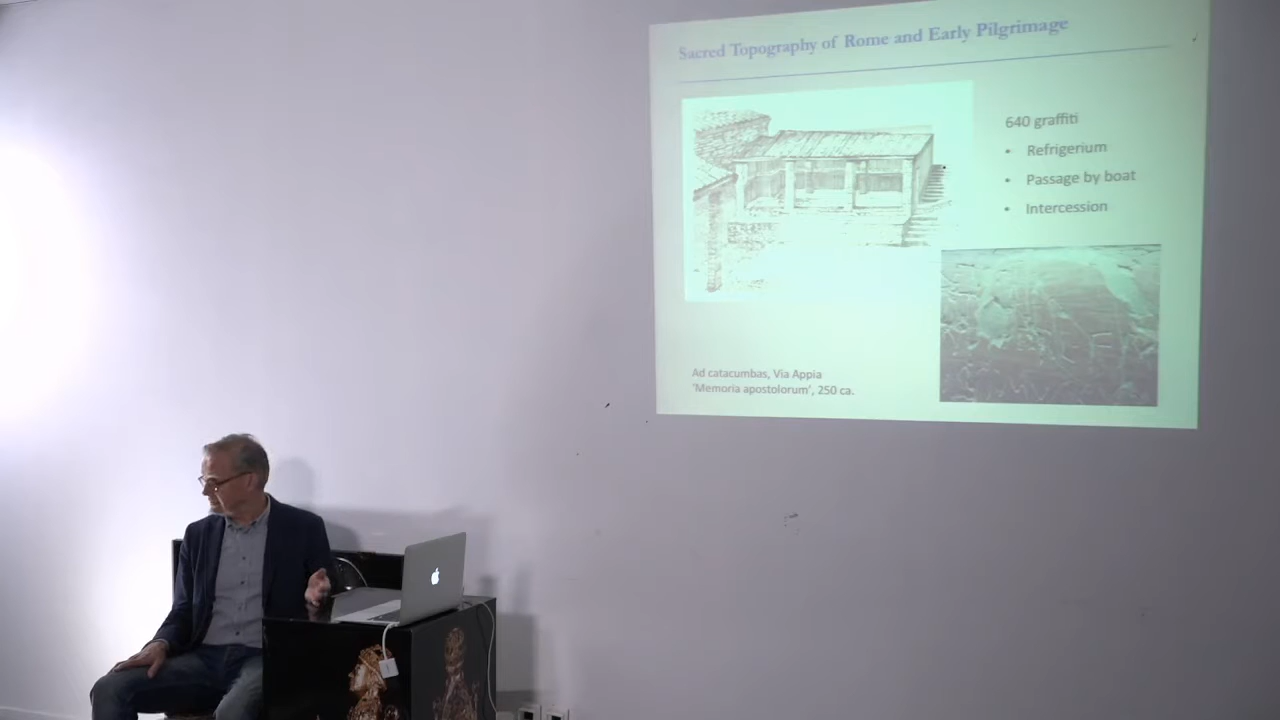 Sacred Topography of Rome and Early Pilgrimage
640 graffiti
• Refrigerium
• Passage by boat
• Intercession
Ad catacumbas, Via Appia
'Memoria apostolorum', 250 ca.